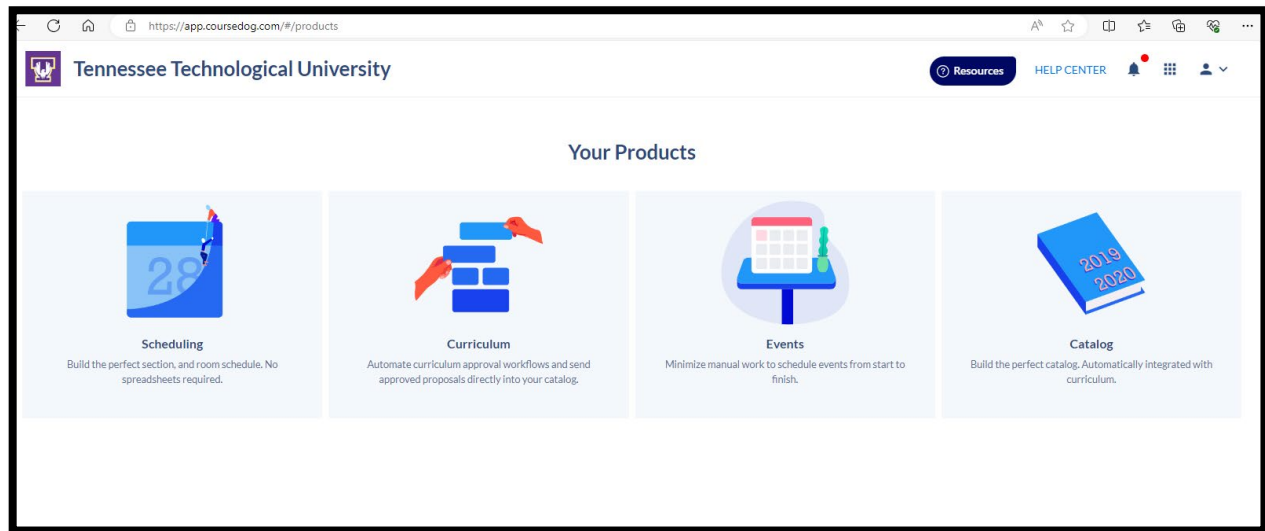 https://app.coursedog.com/#/products
Tennessee Technological University
Resources
HELP CENTER
Your Products
28
2019
2020
Scheduling
Build the perfect section, and room schedule. No
spreadsheets required.
Curriculum
Automate curriculum approval workflows and send
approved proposals directly into your catalog.
Events
Minimize manual work to schedule events from start to
finish.
Catalog
Build the perfect catalog. Automatically integrated with
curriculum.